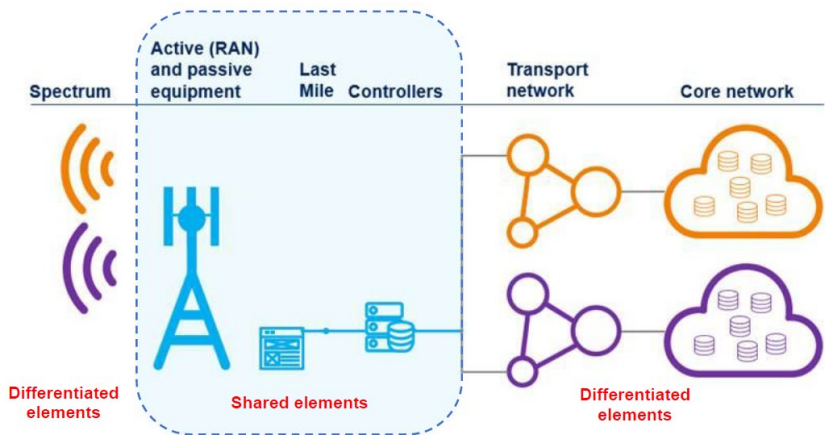 Spectrum
Active (RAN)
and passive
equipment
Last
Mile
Controllers
Transport
network
Core network
Differentiated
elements
Shared elements
Differentiated
elements